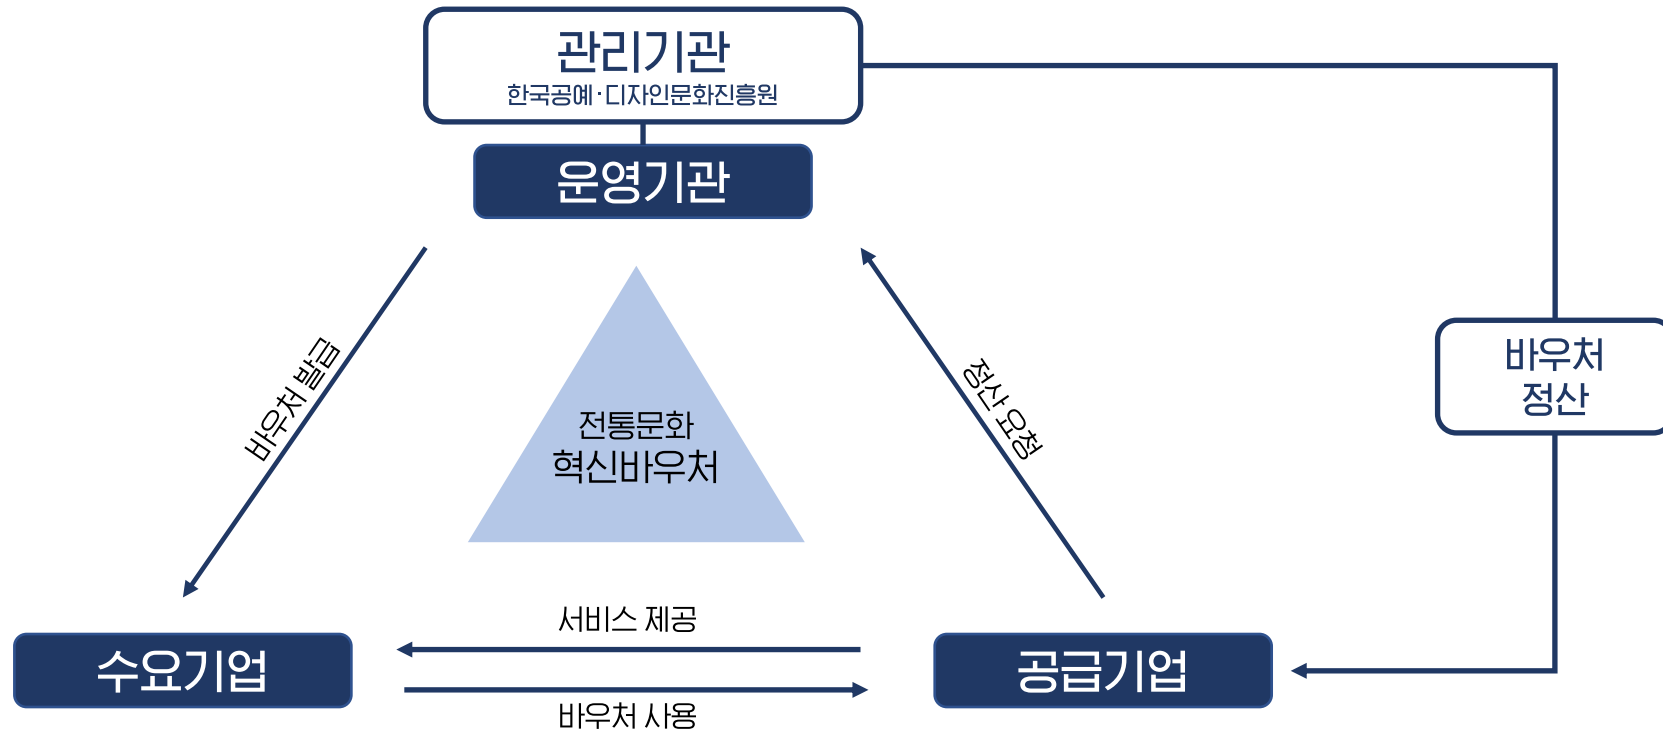 관리기관
한국공예·디자인문화진흥원
운영기관
바우처 발급
정산 요청
바우처
정산
전통문화
혁신바우처
서비스 제공
수요기업
공급기업
바우처 사용